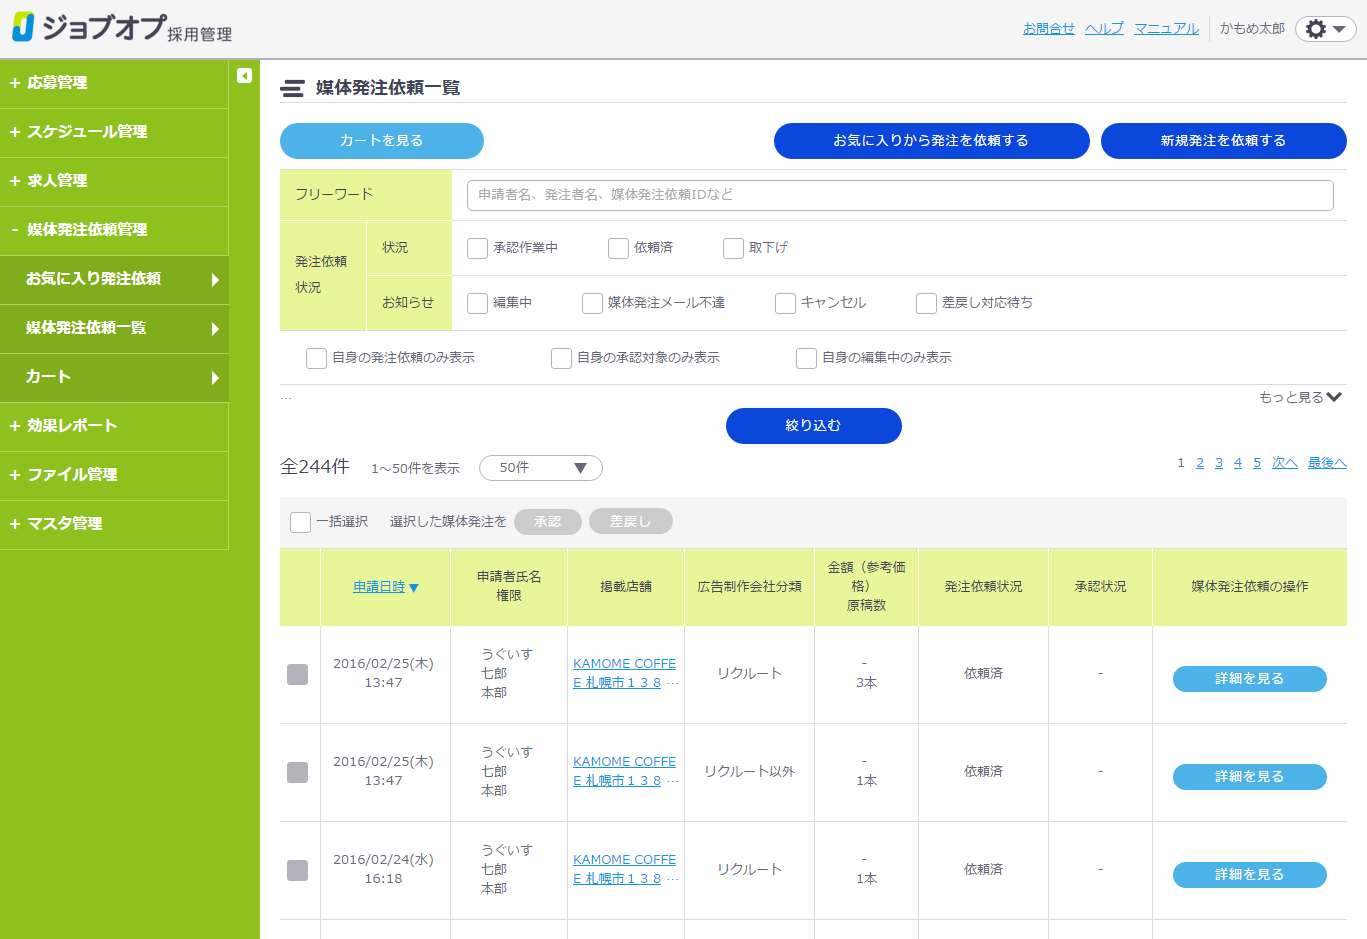 ジョブオプ採用管理
お問合せ ヘルプ マニュアル かもめ太郎
+ 応募管理
+ スケジュール管理
+ 求人管理
- 媒体発注依頼管理
お気に入り発注依頼
媒体発注依頼一覧
カート
+ 効果レポート
+ ファイル管理
+ マスタ管理
媒体発注依頼一覧
カートを見る お気に入りから発注を依頼する 新規発注を依頼する
フリーワード 申請者名、発注者名、媒体発注依頼IDなど
発注依頼
状況
状況 承認作業中 依頼済 取下げ
お知らせ 編集中 媒体発注メール不達 キャンセル 差戻し対応待ち
自身の発注依頼のみ表示 自身の承認対象のみ表示 自身の編集中のみ表示
… もっと見る
絞り込む
全244件 1～50件を表示 50件 ▼ 1 2 3 4 5 次へ 最後へ
一括選択 選択した媒体発注を 承認 差戻し
申請日時▼
申請者氏名
権限
掲載店舗
広告制作会社分類
金額（参考価
格）
原稿数
発注依頼状況
承認状況
媒体発注依頼の操作
2016/02/25(木)
13:47
うぐいす
七郎
本部
KAMOME COFFE
E 札幌市１３８ …
リクルート
-
3本
依頼済
-
詳細を見る
2016/02/25(木)
13:47
うぐいす
七郎
本部
KAMOME COFFE
E 札幌市１３８ …
リクルート以外
-
1本
依頼済
-
詳細を見る
2016/02/24(水)
16:18
うぐいす
七郎
本部
KAMOME COFFE
E 札幌市１３８ …
リクルート
-
1本
依頼済
-
詳細を見る